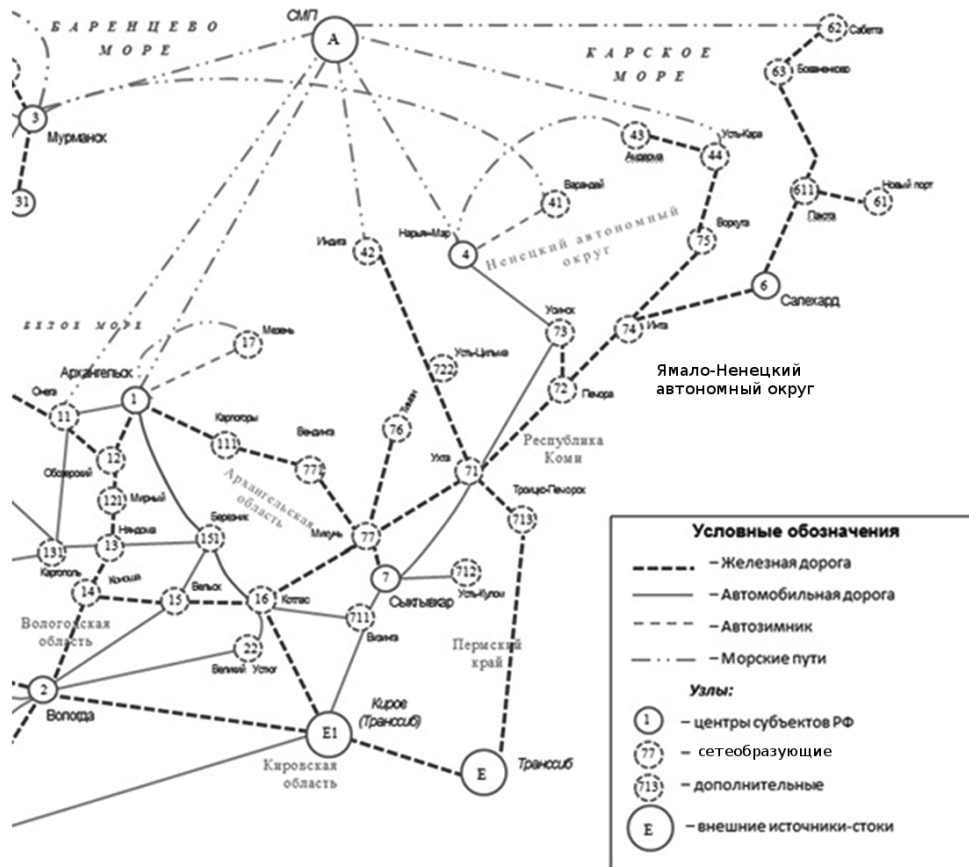 СМП
А
БАРЕНЦЕВО
МОРЕ
КАРСКОЕ
МОРЕ
62
Сабетта
63
Бованенково
3
Мурманск
31
43
Амдерма
Усть-Кара
44
Варандей
41
611
Паюта
Новый порт
61
Индига
42
Нарьян-Мар
4
Ненецкий автономный
округ
Воркута
75
6
Салехард
БЕЛОЕ МОРЕ
Мезень
17
Усинск
73
74
Инта
Усть-Цильма
722
72
Печора
Ямало-Ненецкий
автономный округ
Архангельск
1
Онега
11
Карпогоры
111
76
Вендинга
771
Республика
Коми
Ухта
71
Обозерский
12
Архангельская
область
121
Мирный
Троицко-Печорск
713
Няндома
13
Березник
151
Микунь
77
131
Каргополь
Коноша
14
Вельск
15
16
Котлас
7
Сыктывкар
712
Усть-Кулом
711
Визинга
Вологодская
область
22
Великий Устюг
Пермский
край
2
Вологда
Киров
(Транссиб)
Е1
Кировская
область
Е
Транссиб
Условные обозначения
– Железная дорога
– Автомобильная дорога
– Автозимник
– Морские пути
Узлы:
1 – центры субъектов РФ
77 – сетеобразующие
713 – дополнительные
Е – внешние источники-стоки